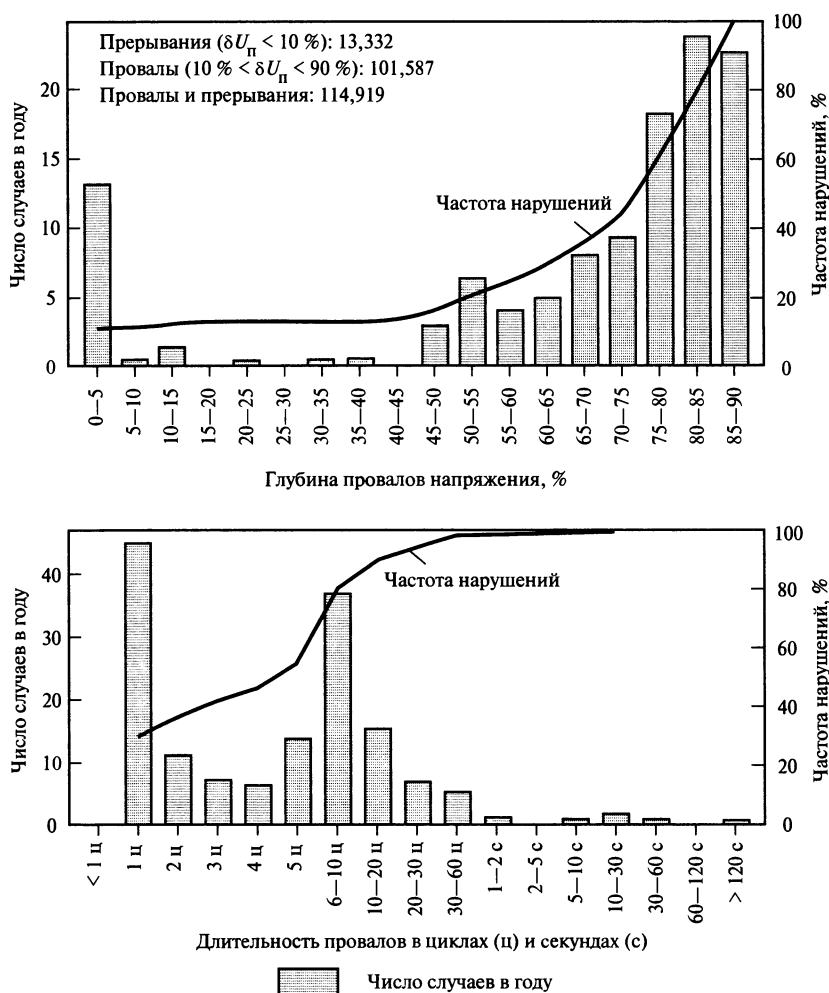 Прерывания (δUп < 10 %): 13,332
Провалы (10 % < δUп < 90 %): 101,587
Провалы и прерывания: 114,919
Число случаев в году
20
15
10
5
0
Частота нарушений
Частота нарушений, %
100
80
60
40
20
0
0—5
5—10
10—15
15—20
20—25
25—30
30—35
35—40
40—45
45—50
50—55
55—60
60—65
65—70
70—75
75—80
80—85
85—90
Глубина провалов напряжения, %
Число случаев в году
40
30
20
10
0
Частота нарушений
Частота нарушений, %
100
80
60
40
20
0
< 1 ц
1 ц
2 ц
3 ц
4 ц
5 ц
6—10 ц
10—20 ц
20—30 ц
30—60 ц
1—2 с
2—5 с
5—10 с
10—30 с
30—60 с
60—120 с
> 120 с
Длительность провалов в циклах (ц) и секундах (с)
Число случаев в году